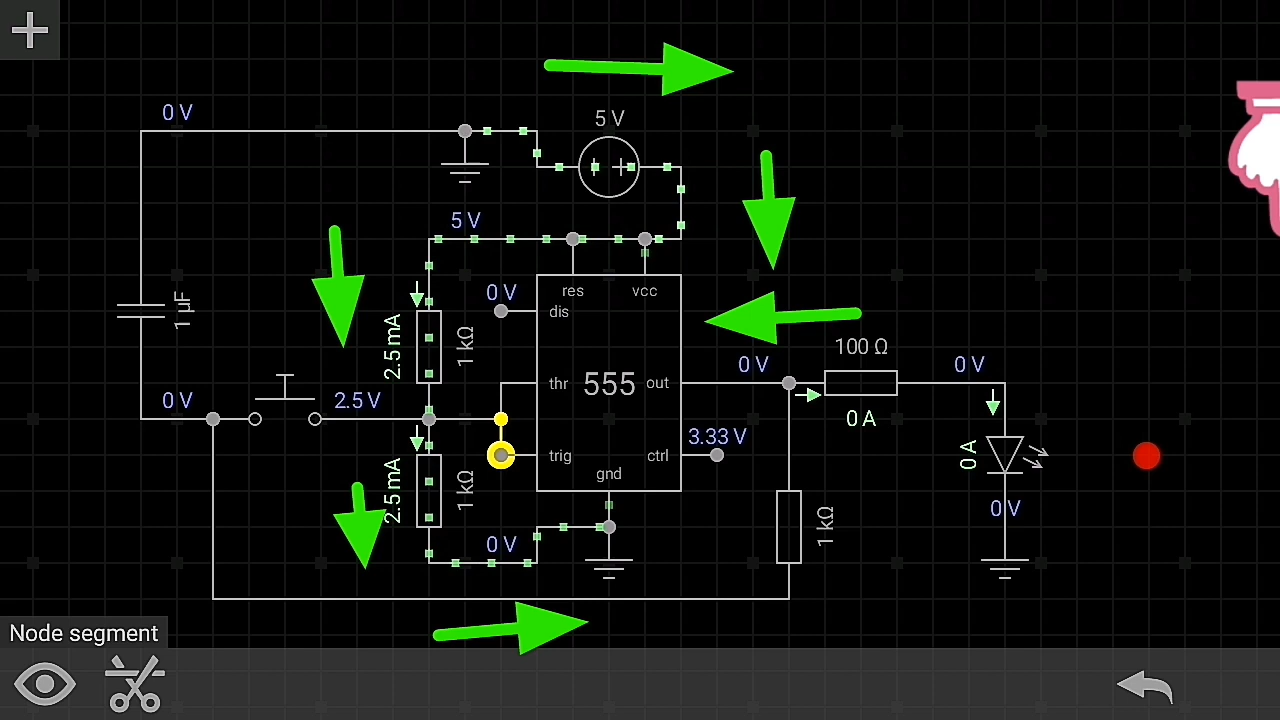 5 V
0 V
5 V
res
vcc
0 V
dis
1 µF
2.5 mA
1 kΩ
100 Ω
0 V
0 V
thr
555
out
0 V
2.5 V
0 A
3.33 V
trig
ctrl
gnd
2.5 mA
1 kΩ
0 A
0 V
1 kΩ
0 V
Node segment